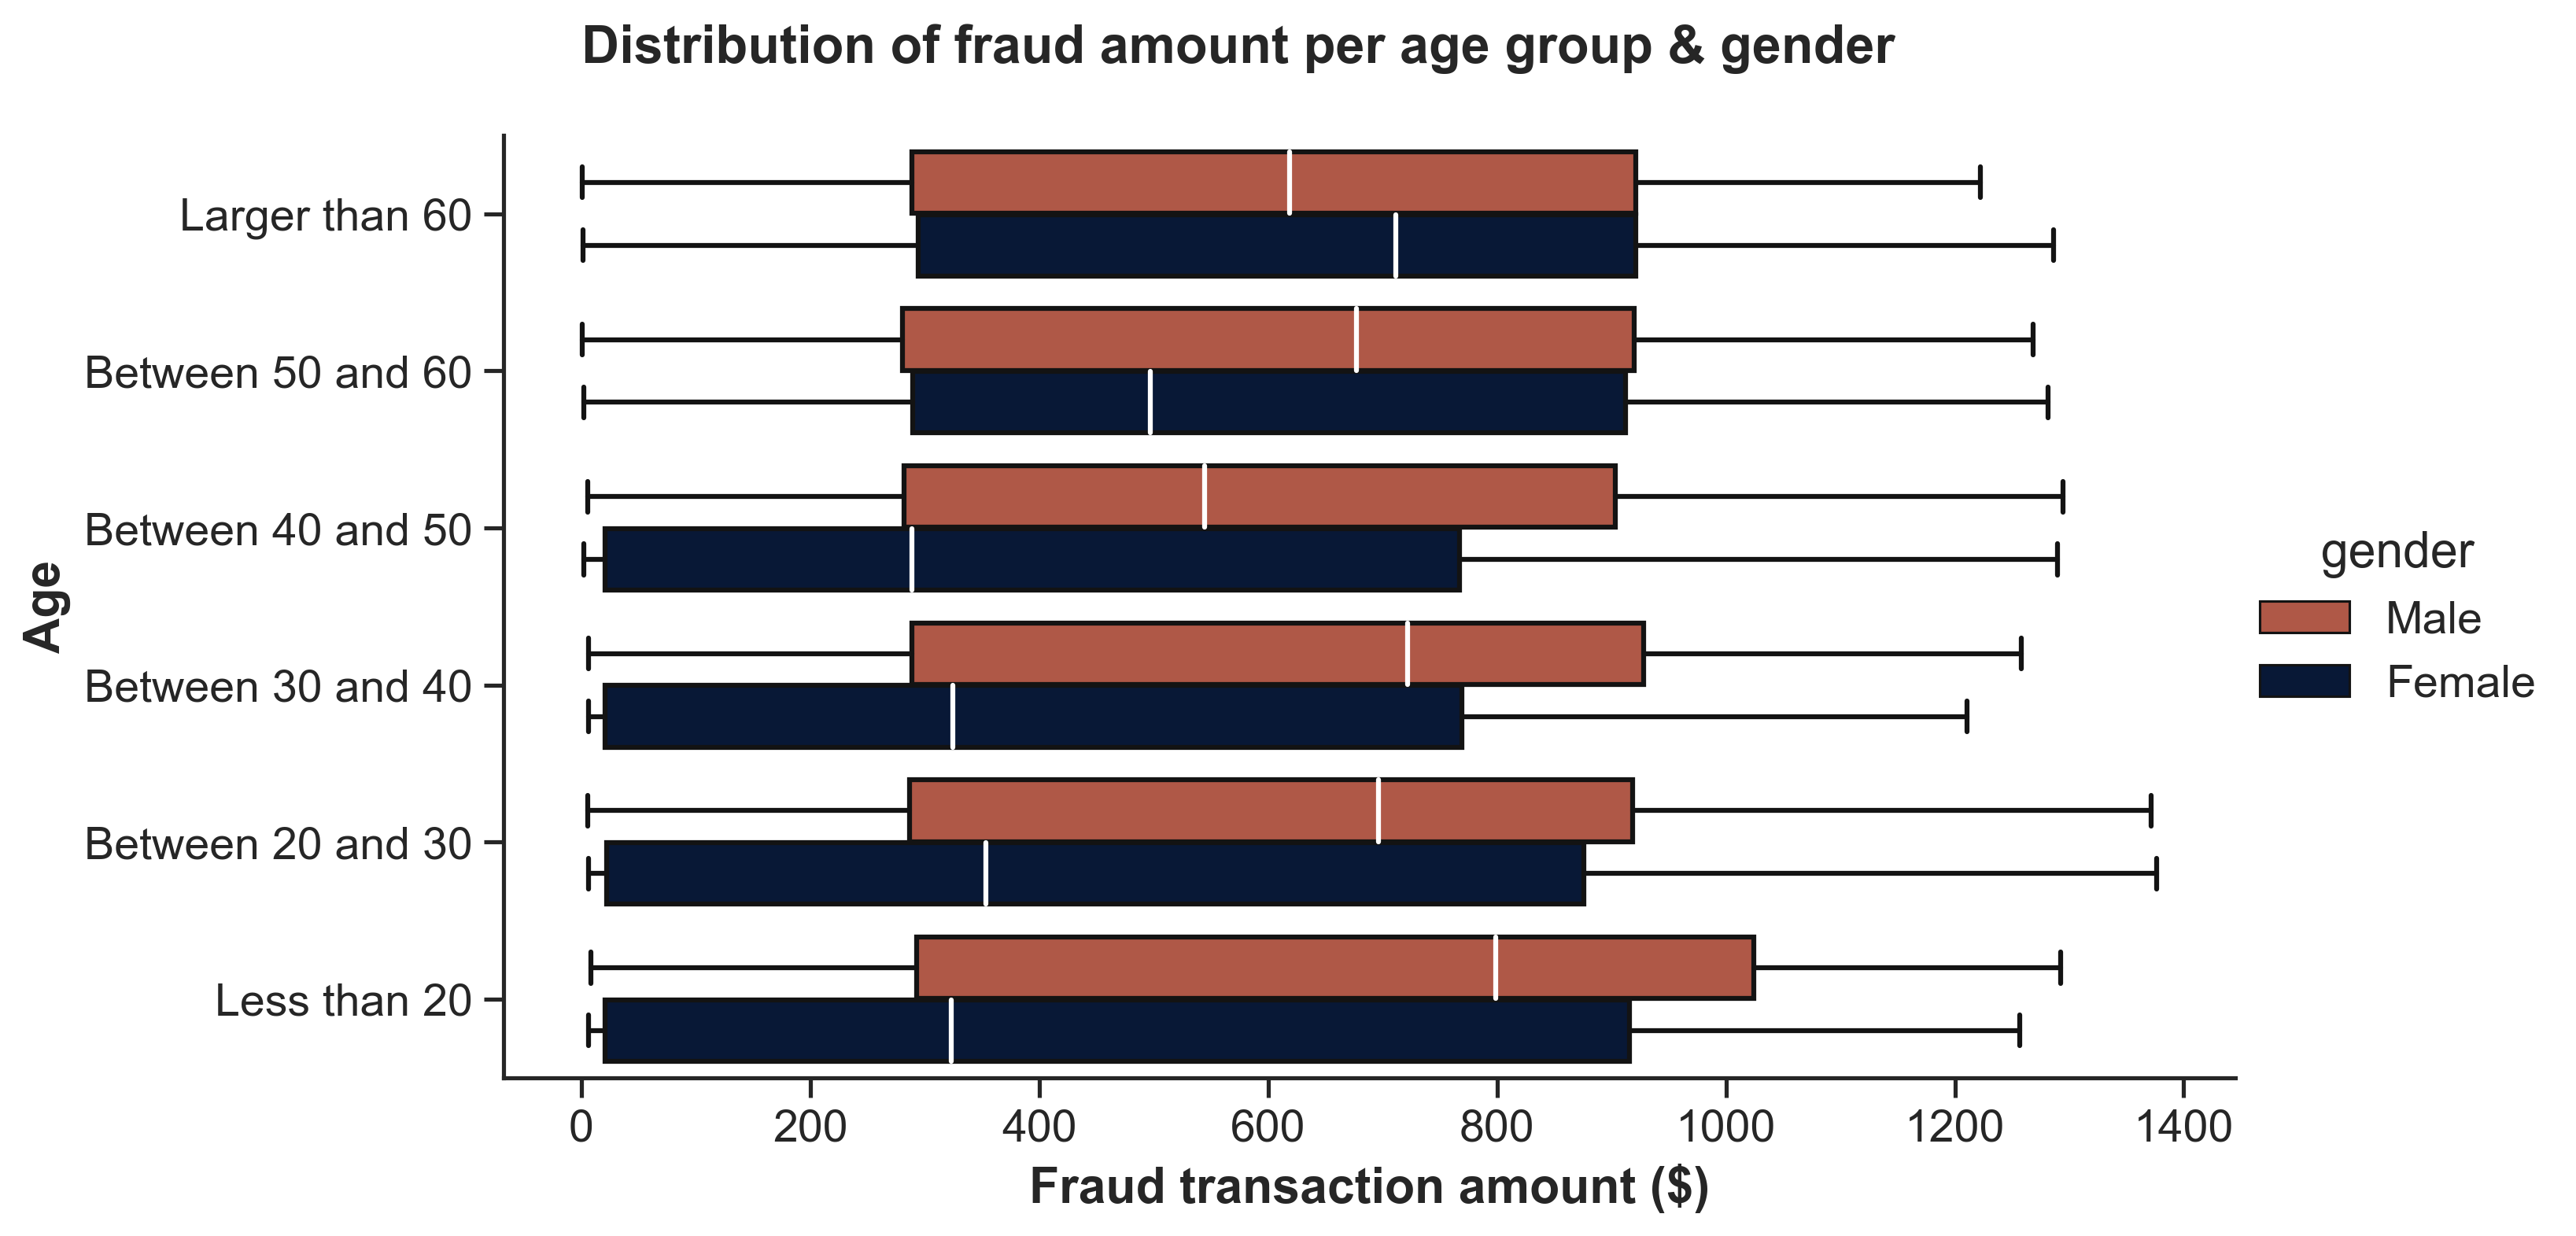 Distribution of fraud amount per age group & gender
Larger than 60
Between 50 and 60
Between 40 and 50
Between 30 and 40
Between 20 and 30
Less than 20
Age
0
200
400
600
800
1000
1200
1400
Fraud transaction amount ($)
gender
Male
Female